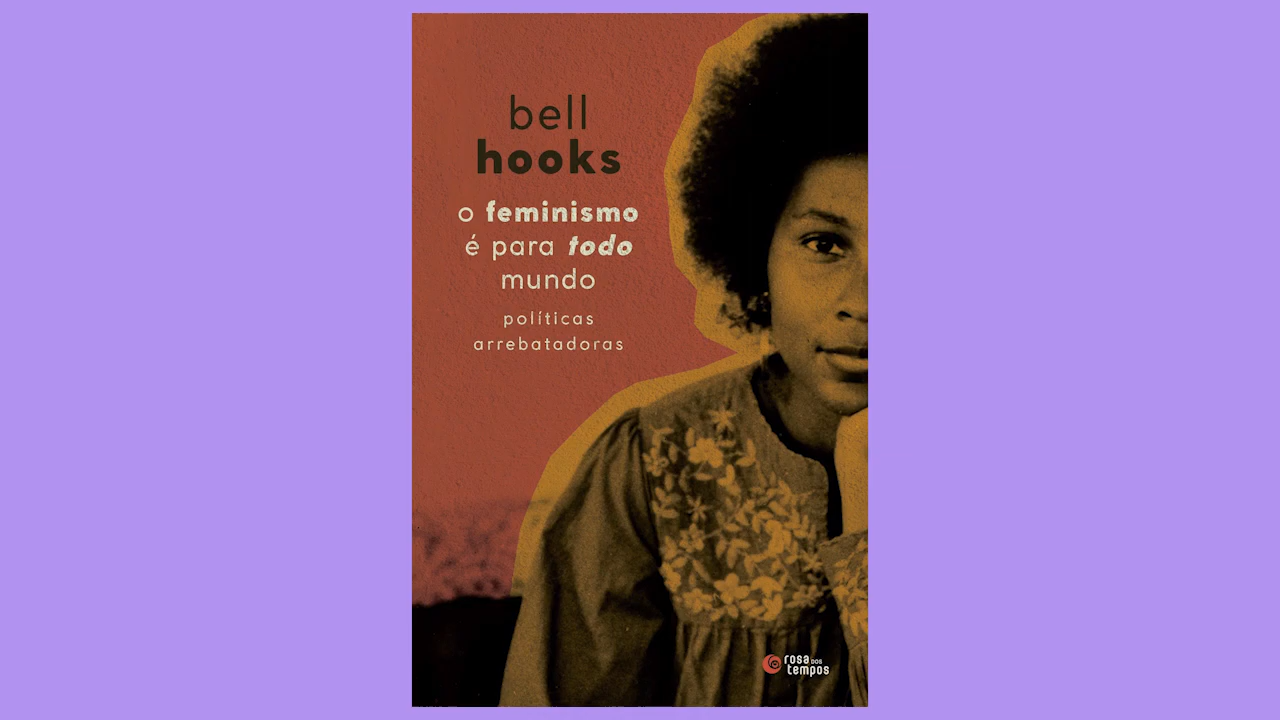 bell
hooks
o feminismo
é para todo
mundo
políticas
arrebatadoras
rosa DOS
tempos